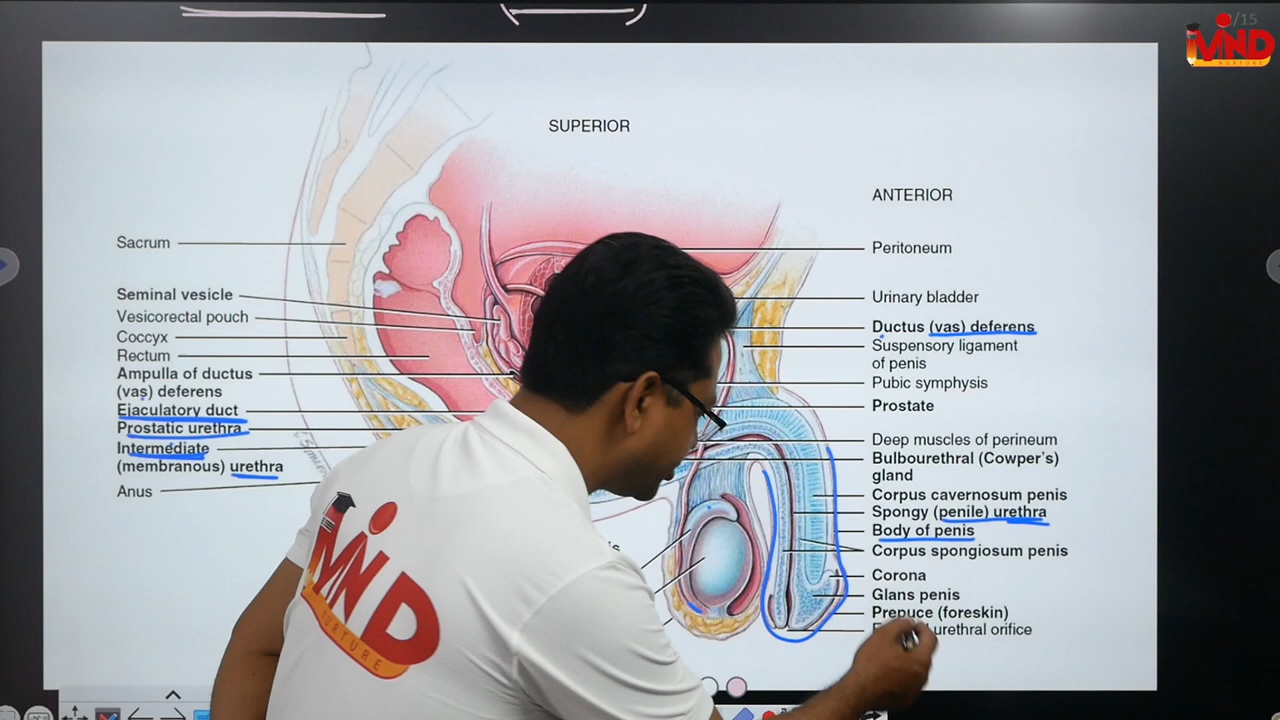 /15
MIND
NURTURE
SUPERIOR
ANTERIOR
Sacrum
Seminal vesicle
Vesicorectal pouch
Coccyx
Rectum
Ampulla of ductus
(vas) deferens
Ejaculatory duct
Prostatic urethra
Intermediate
(membranous) urethra
Anus
Peritoneum
Urinary bladder
Ductus (vas) deferens
Suspensory ligament
of penis
Pubic symphysis
Prostate
Deep muscles of perineum
Bulbourethral (Cowper's)
gland
Corpus cavernosum penis
Spongy (penile) urethra
Body of penis
Corpus spongiosum penis
Corona
Glans penis
Prepuce (foreskin)
urethral orifice
MIND
NURTURE